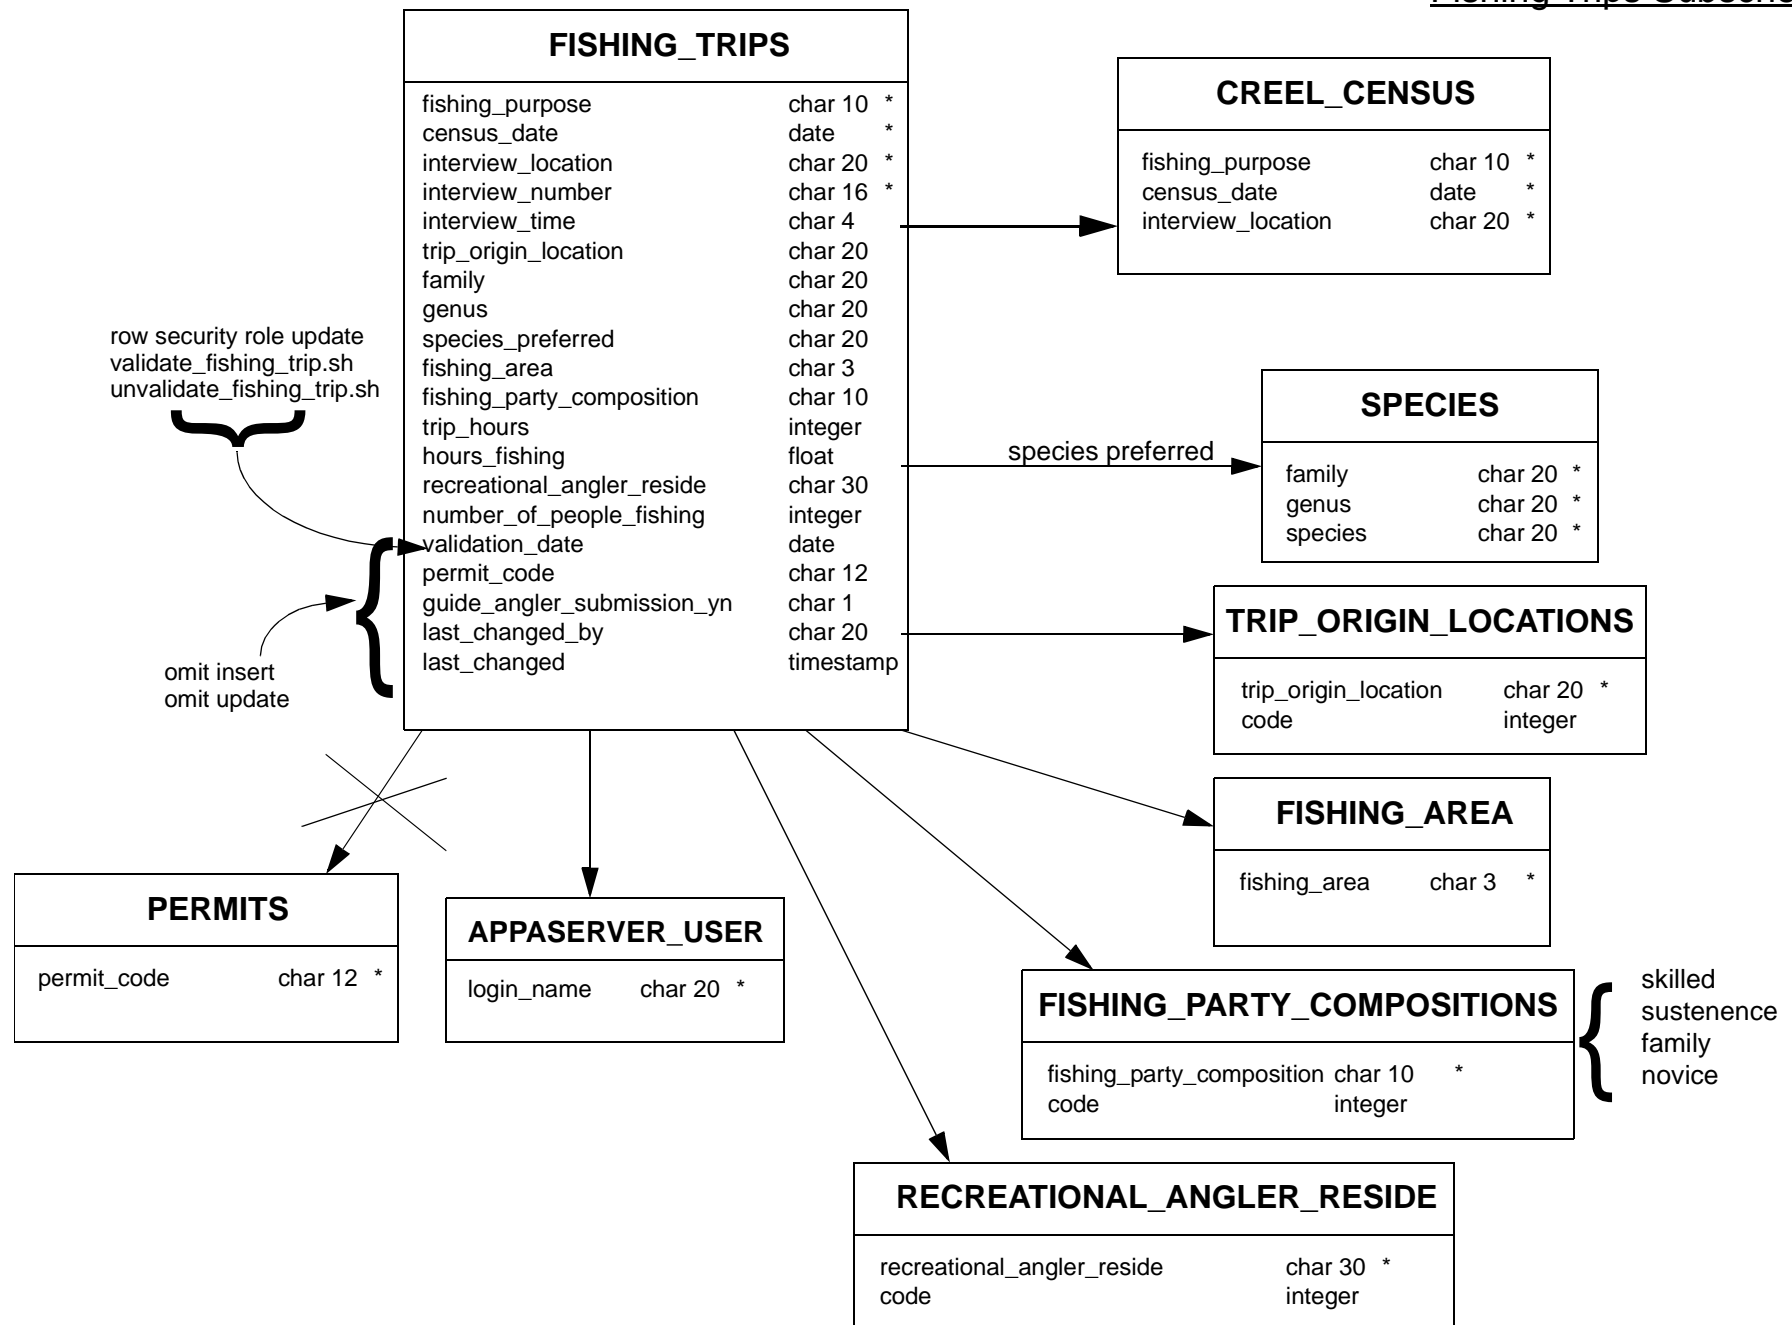 FISHING_TRIPS
fishing_purpose char 10 *
census_date date *
interview_location char 20 *
interview_number char 16 *
interview_time char 4
trip_origin_location char 20
family char 20
genus char 20
species_preferred char 20
fishing_area char 3
fishing_party_composition char 10
trip_hours integer
hours_fishing float
recreational_angler_reside char 30
number_of_people_fishing integer
validation_date date
permit_code char 12
guide_angler_submission_yn char 1
last_changed_by char 20
last_changed timestamp
row security role update
validate_fishing_trip.sh
unvalidate_fishing_trip.sh
omit insert
omit update
CREEL_CENSUS
fishing_purpose char 10 *
census_date date *
interview_location char 20 *
species preferred
SPECIES
family char 20 *
genus char 20 *
species char 20 *
TRIP_ORIGIN_LOCATIONS
trip_origin_location char 20 *
code integer
FISHING_AREA
fishing_area char 3 *
PERMITS
permit_code char 12 *
APPASERVER_USER
login_name char 20 *
FISHING_PARTY_COMPOSITIONS
fishing_party_composition char 10 *
code integer
skilled
sustenence
family
novice
RECREATIONAL_ANGLER_RESIDE
recreational_angler_reside char 30 *
code integer